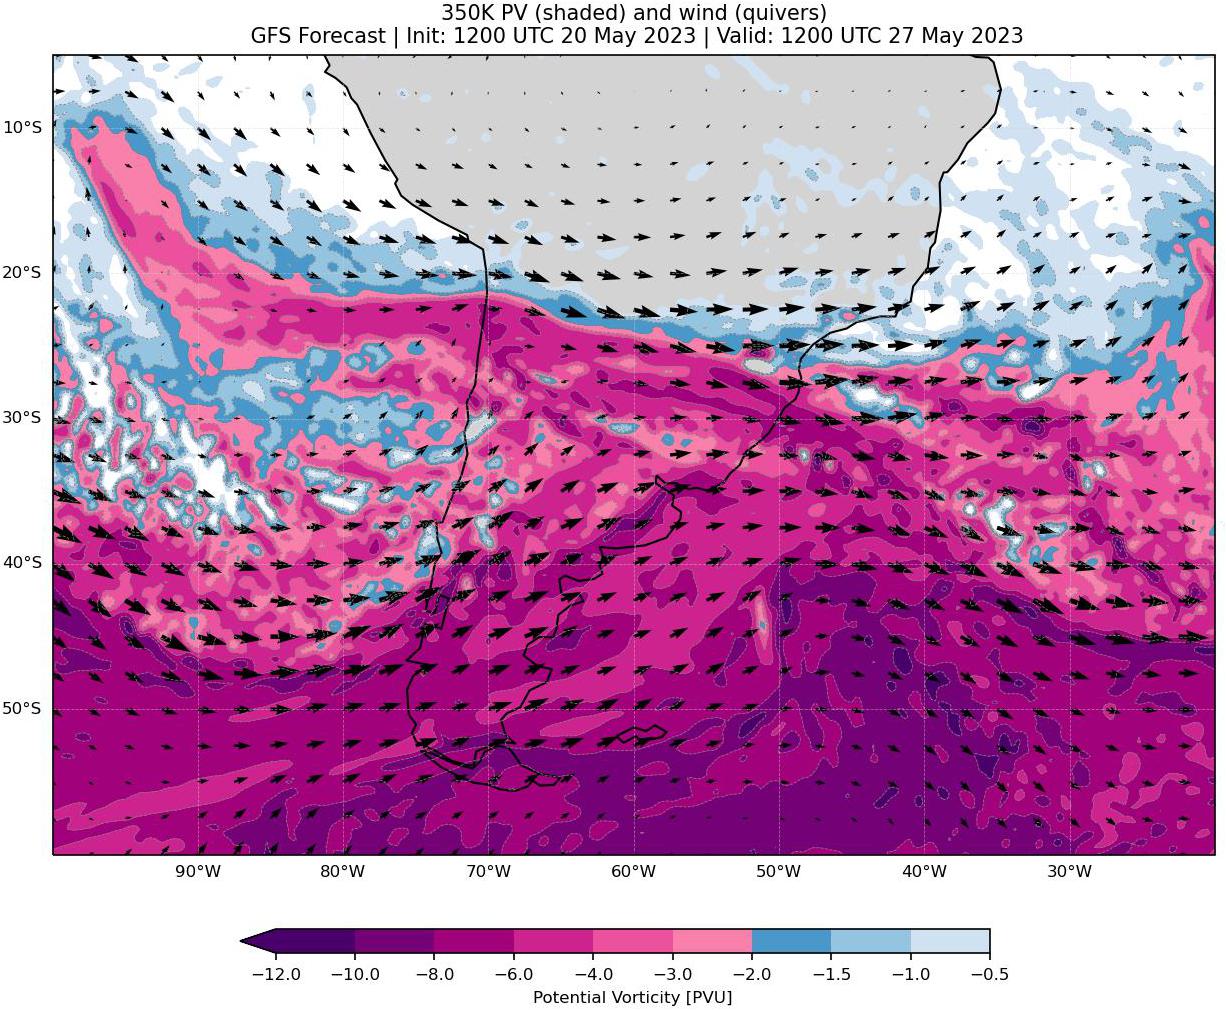 350K PV (shaded) and wind (quivers)
GFS Forecast | Init: 1200 UTC 20 May 2023 | Valid: 1200 UTC 27 May 2023
10°S
20°S
30°S
40°S
50°S
90°W 80°W 70°W 60°W 50°W 40°W 30°W
−12.0 −10.0 −8.0 −6.0 −4.0 −3.0 −2.0 −1.5 −1.0 −0.5
Potential Vorticity [PVU]